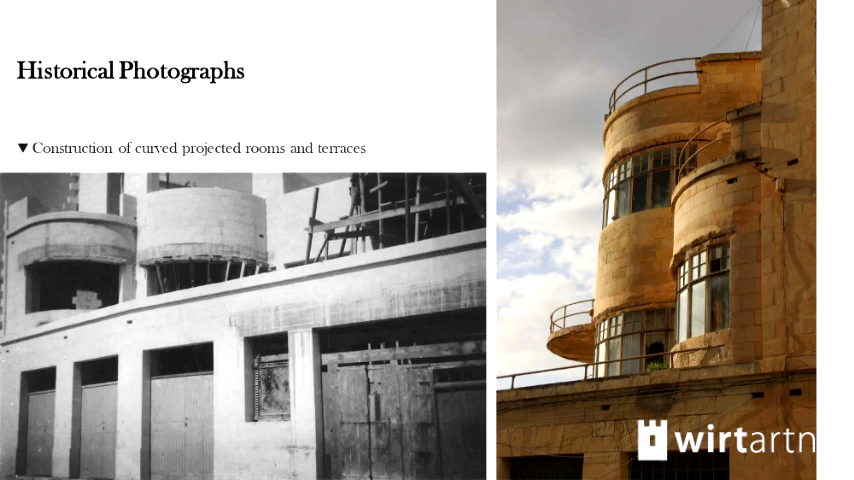 Historical Photographs
▼ Construction of curved projected rooms and terraces
wirtartn